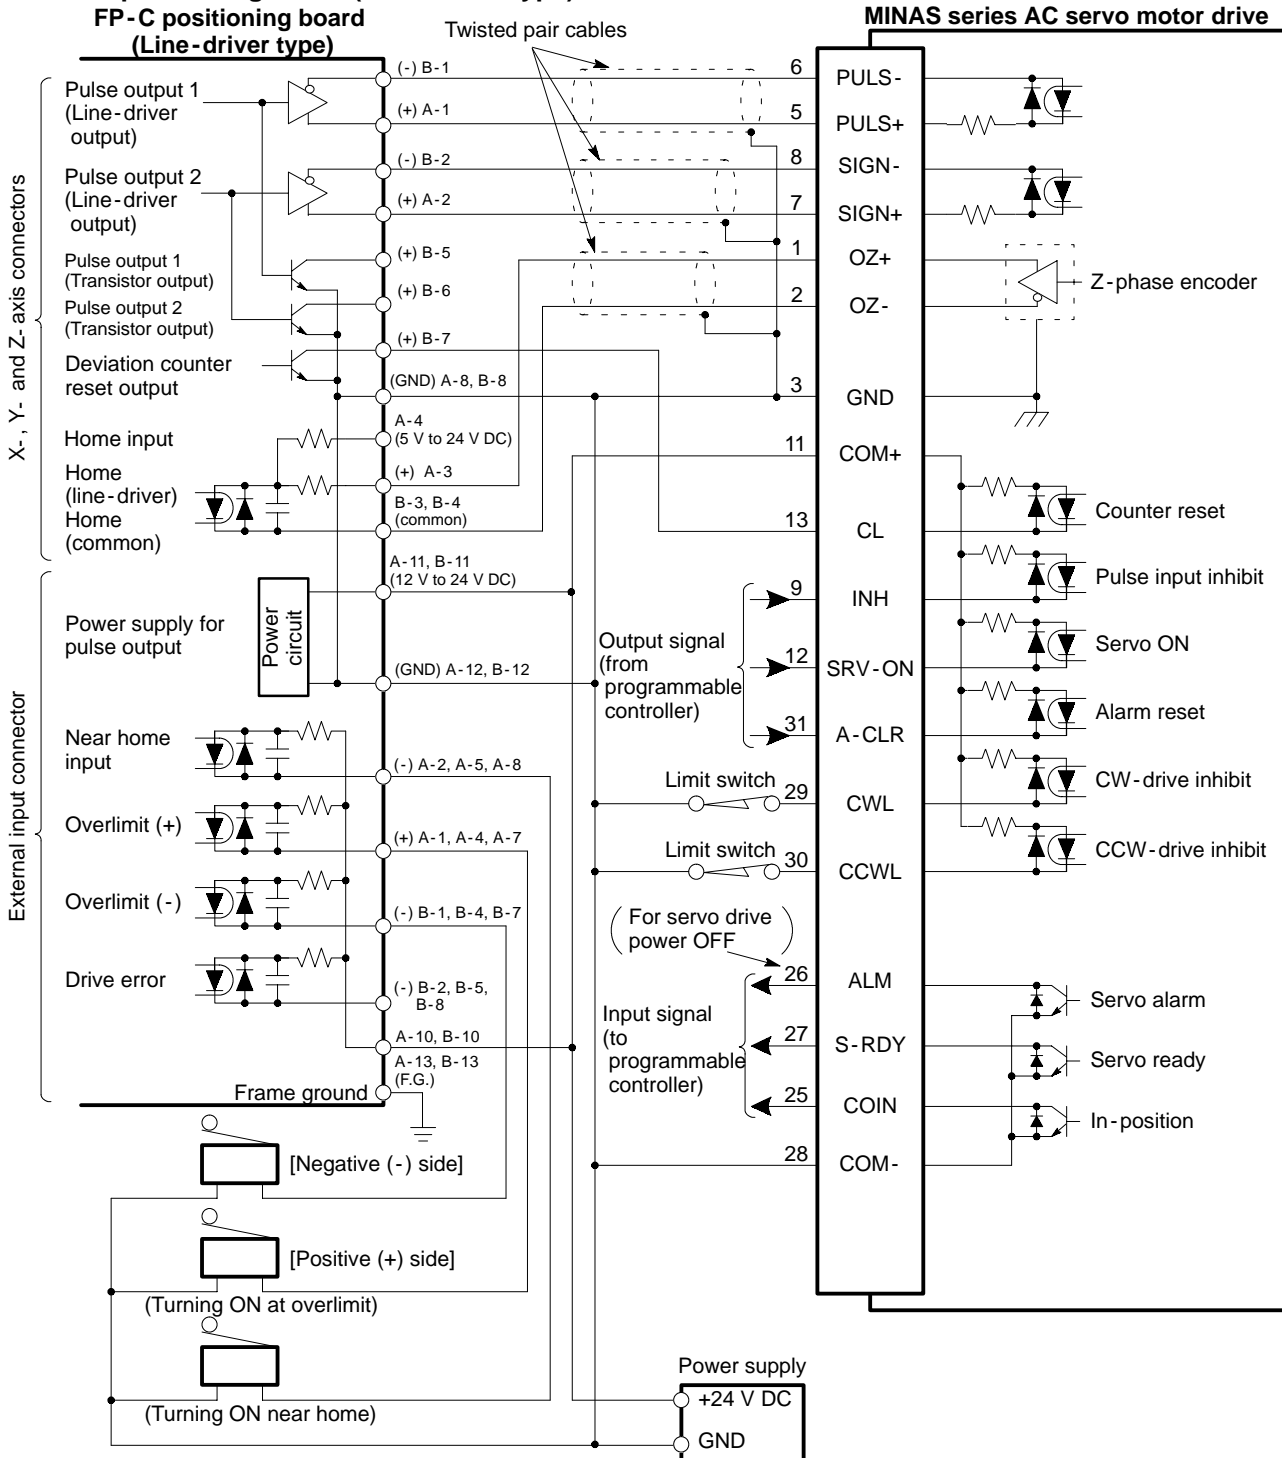 FP-C positioning board
(Line-driver type)
MINAS series AC servo motor drive
Twisted pair cables
X-, Y- and Z- axis connectors
Pulse output 1
(Line-driver
output)
Pulse output 2
(Line-driver
output)
Pulse output 1
(Transistor output)
Pulse output 2
(Transistor output)
Deviation counter
reset output
Home input
Home
(line-driver)
Home
(common)
(-) B-1
(+) A-1
(-) B-2
(+) A-2
(+) B-5
(+) B-6
(+) B-7
(GND) A-8, B-8
A-4
(5 V to 24 V DC)
(+) A-3
B-3, B-4
(common)
External input connector
Power supply for
pulse output
Power
circuit
Near home
input
Overlimit (+)
Overlimit (-)
Drive error
Frame ground
A-11, B-11
(12 V to 24 V DC)
(GND) A-12, B-12
(-) A-2, A-5, A-8
(+) A-1, A-4, A-7
(-) B-1, B-4, B-7
(-) B-2, B-5,
B-8
A-10, B-10
A-13, B-13
(F.G.)
[Negative (-) side]
[Positive (+) side]
(Turning ON at overlimit)
(Turning ON near home)
Power supply
+24 V DC
GND
Output signal
(from
programmable
controller)
Limit switch
Limit switch
(For servo drive
power OFF)
Input signal
(to
programmable
controller)
6 PULS-
5 PULS+
8 SIGN-
7 SIGN+
1 OZ+
2 OZ-
3 GND
11 COM+
13 CL
9 INH
12 SRV-ON
31 A-CLR
29 CWL
30 CCWL
26 ALM
27 S-RDY
25 COIN
28 COM-
Z-phase encoder
Counter reset
Pulse input inhibit
Servo ON
Alarm reset
CW-drive inhibit
CCW-drive inhibit
Servo alarm
Servo ready
In-position